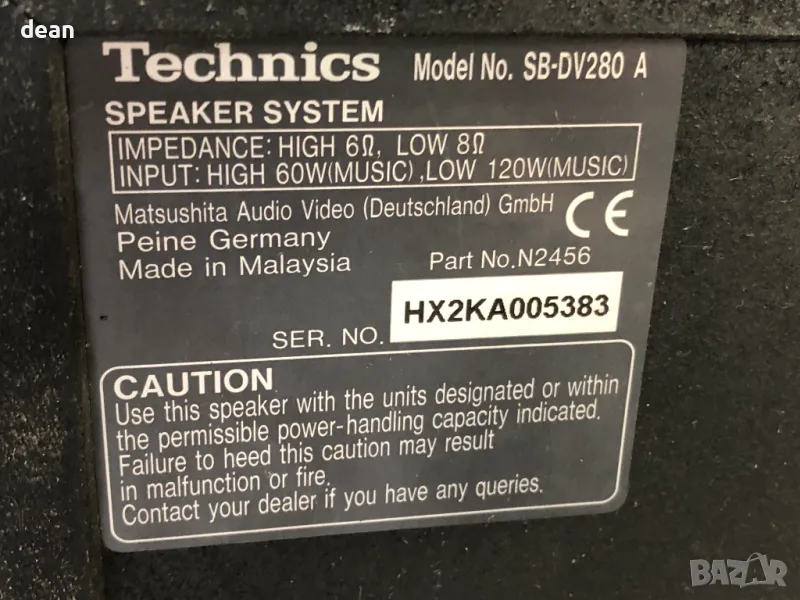 dean
Technics Model No. SB-DV280 A
SPEAKER SYSTEM
IMPEDANCE: HIGH 6Ω, LOW 8Ω
INPUT: HIGH 60W(MUSIC) ,LOW 120W(MUSIC)
Matsushita Audio Video (Deutschland) GmbH CE
Peine Germany
Made in Malaysia Part No.N2456
SER. NO. HX2KA005383
CAUTION
Use this speaker with the units designated or within
the permissible power-handling capacity indicated.
Failure to heed this caution may result
in malfunction or fire.
Contact your dealer if you have any queries.
BAZAR